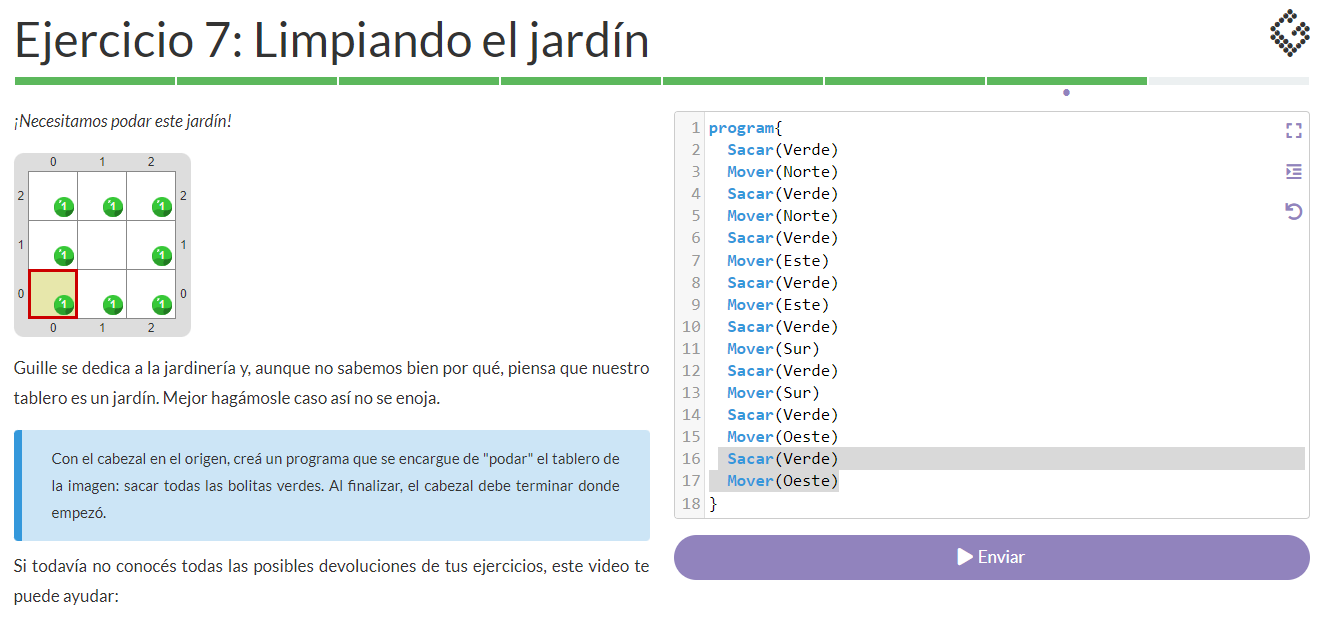 Ejercicio 7: Limpiando el jardín
¡Necesitamos podar este jardín!
0 1 2
2 1 1 1 2
1 1 1 1
0 1 1 1 0
0 1 2
Guille se dedica a la jardinería y, aunque no sabemos bien por qué, piensa que nuestro
tablero es un jardín. Mejor hagámosle caso así no se enoja.
Con el cabezal en el origen, creá un programa que se encargue de "podar" el tablero de
la imagen: sacar todas las bolitas verdes. Al finalizar, el cabezal debe terminar donde
empezó.
Si todavía no conocés todas las posibles devoluciones de tus ejercicios, este video te
puede ayudar:
1 program{
2 Sacar(Verde)
3 Mover(Norte)
4 Sacar(Verde)
5 Mover(Norte)
6 Sacar(Verde)
7 Mover(Este)
8 Sacar(Verde)
9 Mover(Este)
10 Sacar(Verde)
11 Mover(Sur)
12 Sacar(Verde)
13 Mover(Sur)
14 Sacar(Verde)
15 Mover(Oeste)
16 Sacar(Verde)
17 Mover(Oeste)
18 }
Enviar